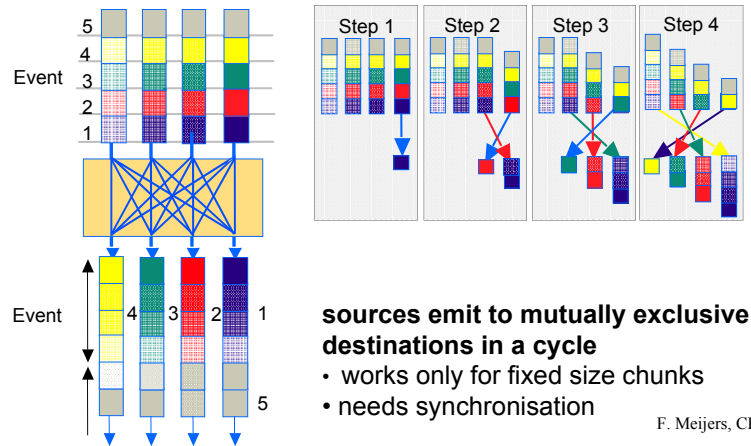 5
4
Event
3
2
1
Step 1
Step 2
Step 3
Step 4
Event
4
3
2
1
5
sources emit to mutually exclusive
destinations in a cycle
• works only for fixed size chunks
• needs synchronisation
F. Meijers,